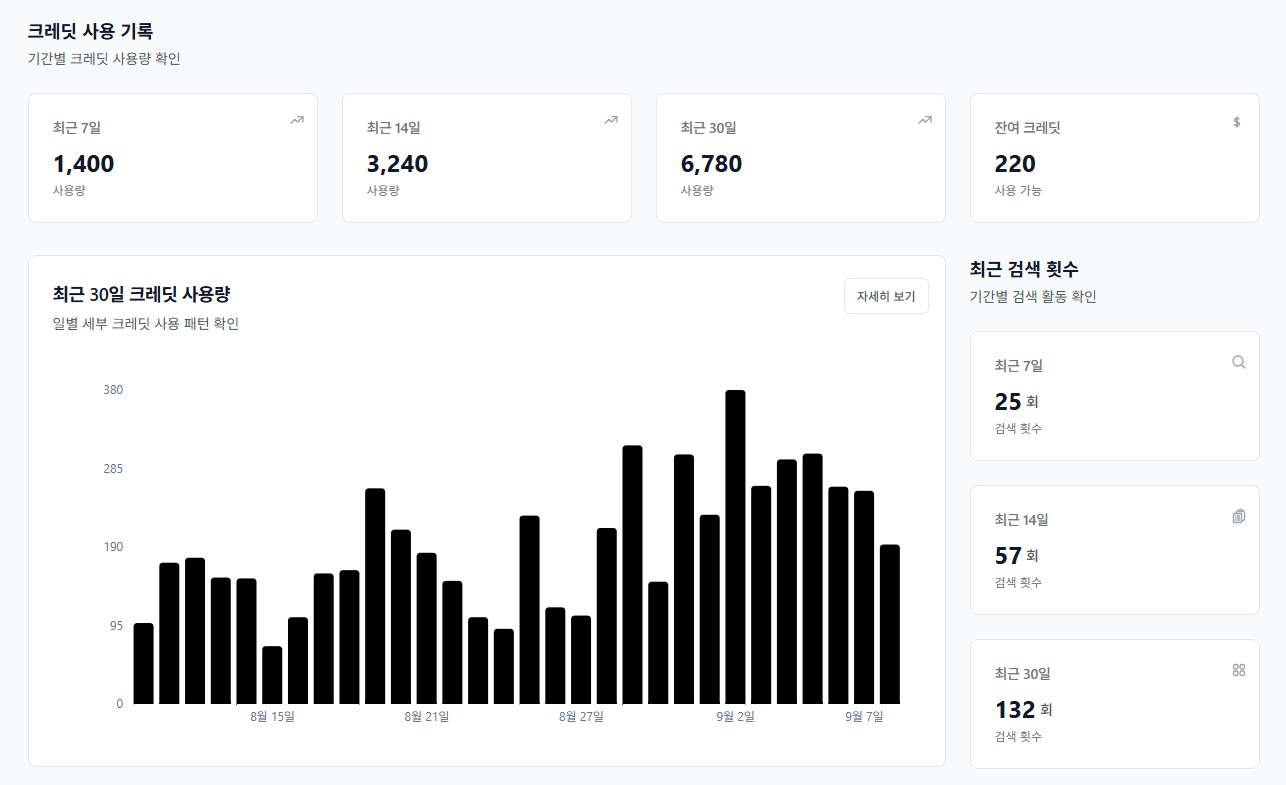 크레딧 사용 기록
기간별 크레딧 사용량 확인
최근 7일
1,400
사용량
최근 14일
3,240
사용량
최근 30일
6,780
사용량
잔여 크레딧
$
220
사용 가능
최근 30일 크레딧 사용량
일별 세부 크레딧 사용 패턴 확인
자세히 보기
380
285
190
95
0
8월 15일
8월 21일
8월 27일
9월 2일
9월 7일
최근 검색 횟수
기간별 검색 활동 확인
최근 7일
25 회
검색 횟수
최근 14일
57 회
검색 횟수
최근 30일
132 회
검색 횟수